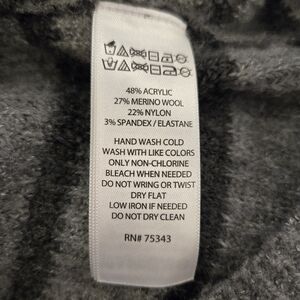 48% ACRYLIC
27% MERINO WOOL
22% NYLON
3% SPANDEX / ELASTANE
HAND WASH COLD
WASH WITH LIKE COLORS
ONLY NON-CHLORINE
BLEACH WHEN NEEDED
DO NOT WRING OR TWIST
DRY FLAT
LOW IRON IF NEEDED
DO NOT DRY CLEAN
RN# 75343